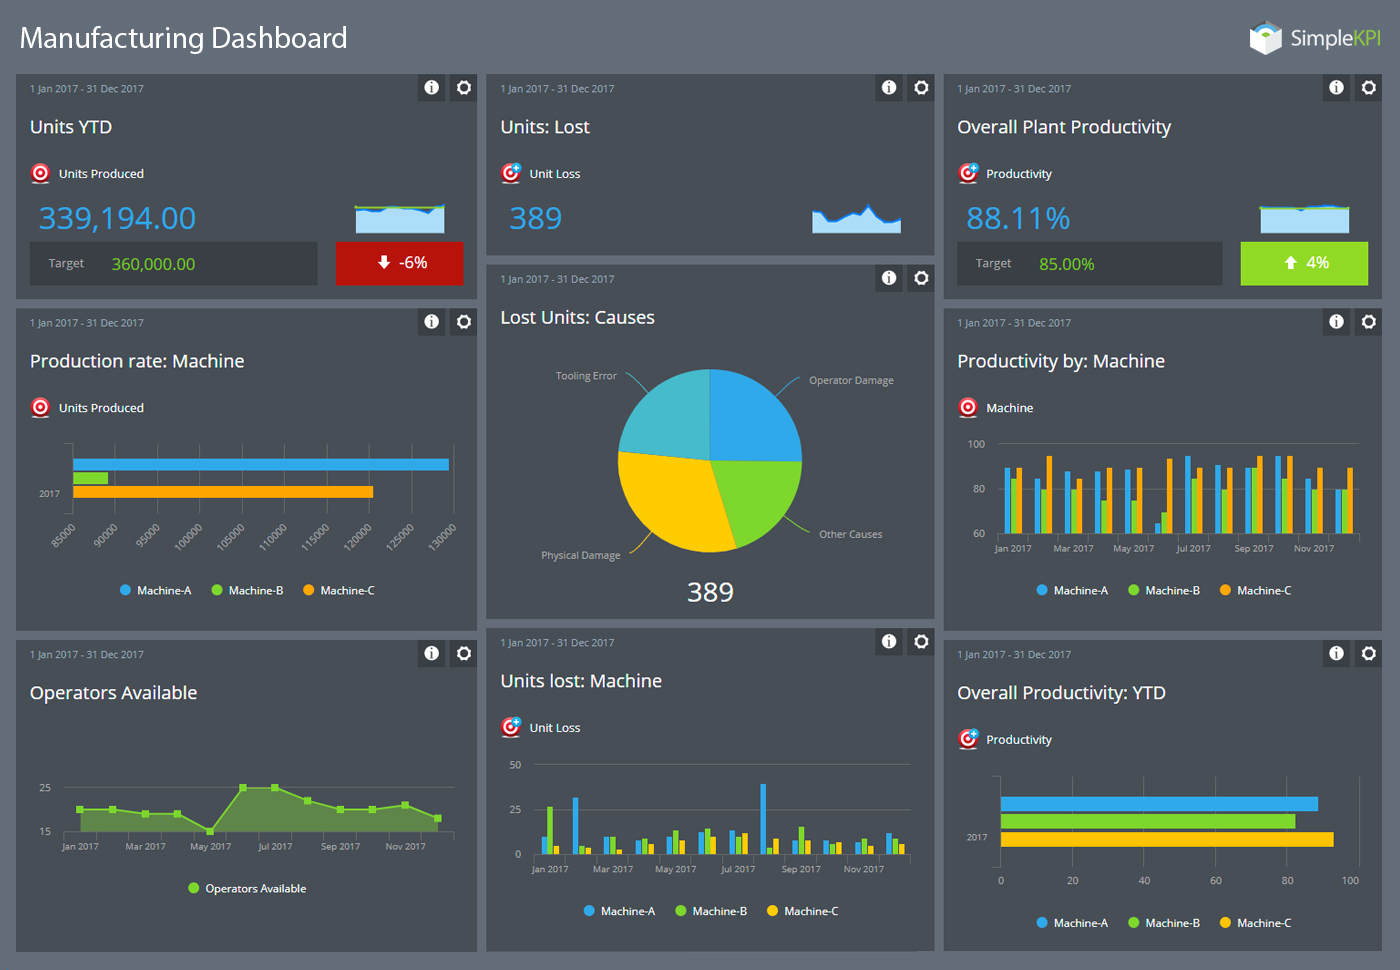 Manufacturing Dashboard
SimpleKPI
1 Jan 2017 - 31 Dec 2017
Units YTD
Units Produced
339,194.00
Target 360,000.00
-6%
1 Jan 2017 - 31 Dec 2017
Units: Lost
Unit Loss
389
1 Jan 2017 - 31 Dec 2017
Overall Plant Productivity
Productivity
88.11%
Target 85.00%
4%
1 Jan 2017 - 31 Dec 2017
Production rate: Machine
Units Produced
2017
85000 90000 95000 100000 105000 110000 115000 120000 125000 130000
Machine-A Machine-B Machine-C
1 Jan 2017 - 31 Dec 2017
Lost Units: Causes
Tooling Error
Operator Damage
Other Causes
Physical Damage
389
1 Jan 2017 - 31 Dec 2017
Productivity by: Machine
Machine
100
80
60
Jan 2017 Mar 2017 May 2017 Jul 2017 Sep 2017 Nov 2017
Machine-A Machine-B Machine-C
1 Jan 2017 - 31 Dec 2017
Operators Available
25
15
Jan 2017 Mar 2017 May 2017 Jul 2017 Sep 2017 Nov 2017
Operators Available
1 Jan 2017 - 31 Dec 2017
Units lost: Machine
Unit Loss
50
25
0
Jan 2017 Mar 2017 May 2017 Jul 2017 Sep 2017 Nov 2017
Machine-A Machine-B Machine-C
1 Jan 2017 - 31 Dec 2017
Overall Productivity: YTD
Productivity
2017
0 20 40 60 80 100
Machine-A Machine-B Machine-C